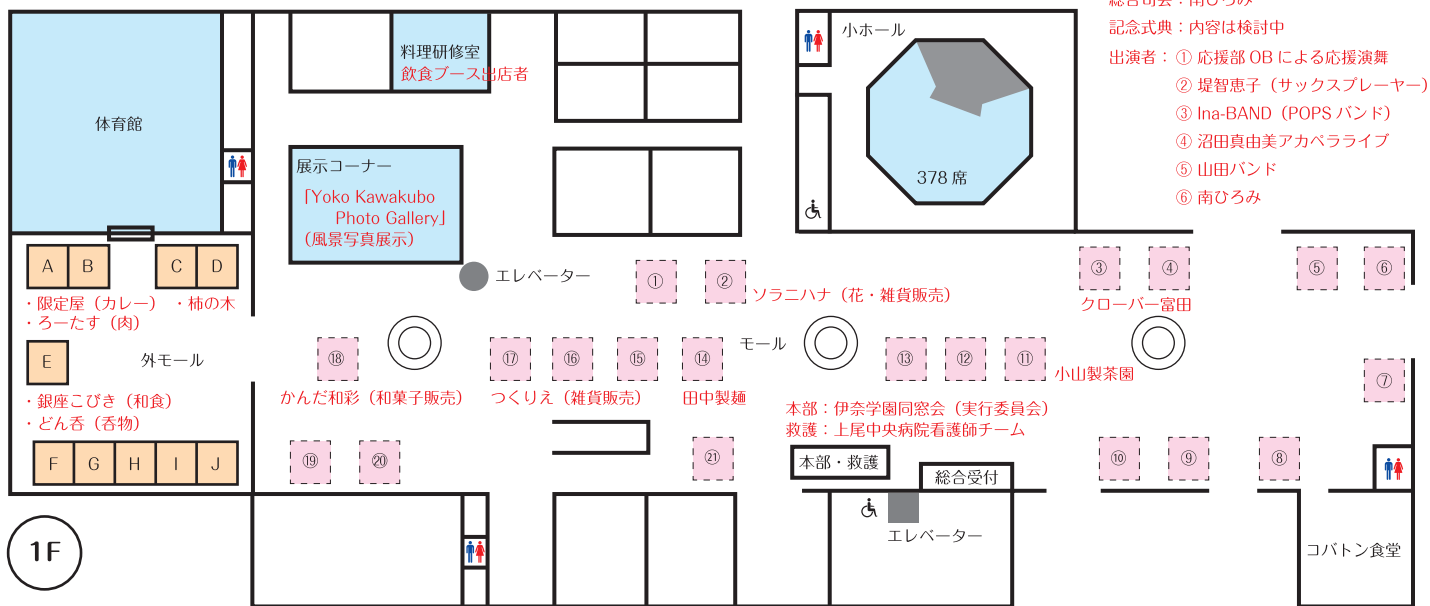 総合司会：南ひろみ
記念式典：内容は検討中
出演者：① 応援部 OB による応援演舞
② 堤智恵子（サックスプレーヤー）
③ Ina-BAND（POPS バンド）
④ 沼田真由美アカペラライブ
⑤ 山田バンド
⑥ 南ひろみ
小ホール
378 席
料理研修室
飲食ブース出店者
体育館
展示コーナー
「Yoko Kawakubo
Photo Gallery」
（風景写真展示）
エレベーター
A
B
C
D
・限定屋（カレー）
・柿の木
・ろーたす（肉）
E
外モール
・銀座こびき（和食）
・どん呑（呑物）
F
G
H
I
J
①
②
ソラニハナ（花・雑貨販売）
③
④
クローバー富田
⑤
⑥
⑱
⑰
⑯
⑮
⑭
モール
⑬
⑫
⑪
小山製茶園
⑦
かんだ和彩（和菓子販売）
つくりえ（雑貨販売）
田中製麺
本部：伊奈学園同窓会（実行委員会）
救護：上尾中央病院看護師チーム
⑲
⑳
㉑
本部・救護
総合受付
⑩
⑨
⑧
エレベーター
コバトン食堂
1F